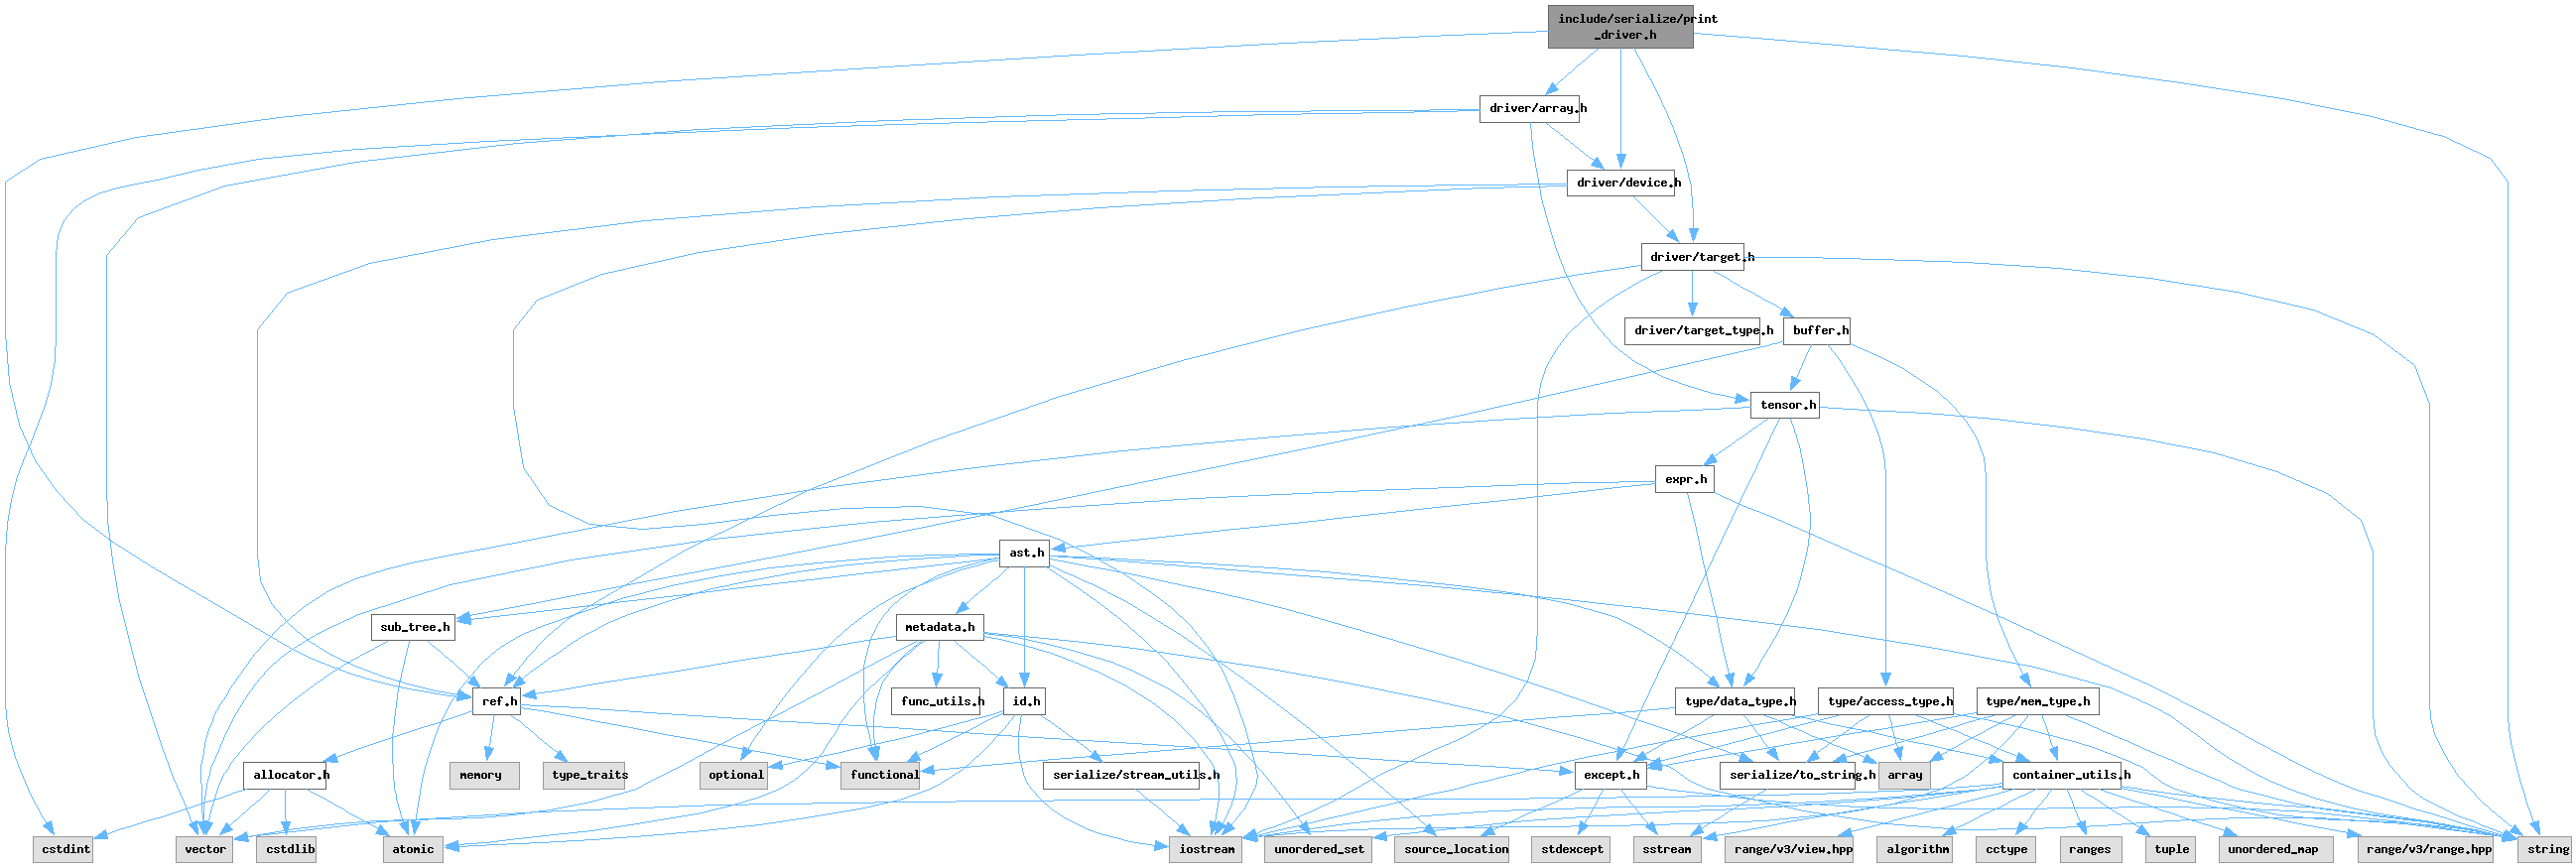 include/serialize/print
_driver.h
driver/array.h
driver/device.h
driver/target.h
driver/target_type.h
buffer.h
tensor.h
expr.h
ast.h
sub_tree.h
metadata.h
ref.h
func_utils.h
id.h
type/data_type.h
type/access_type.h
type/mem_type.h
allocator.h
memory
type_traits
optional
functional
serialize/stream_utils.h
except.h
serialize/to_string.h
array
container_utils.h
cstdint
vector
cstdlib
atomic
iostream
unordered_set
source_location
stdexcept
sstream
range/v3/view.hpp
algorithm
cctype
ranges
tuple
unordered_map
range/v3/range.hpp
string